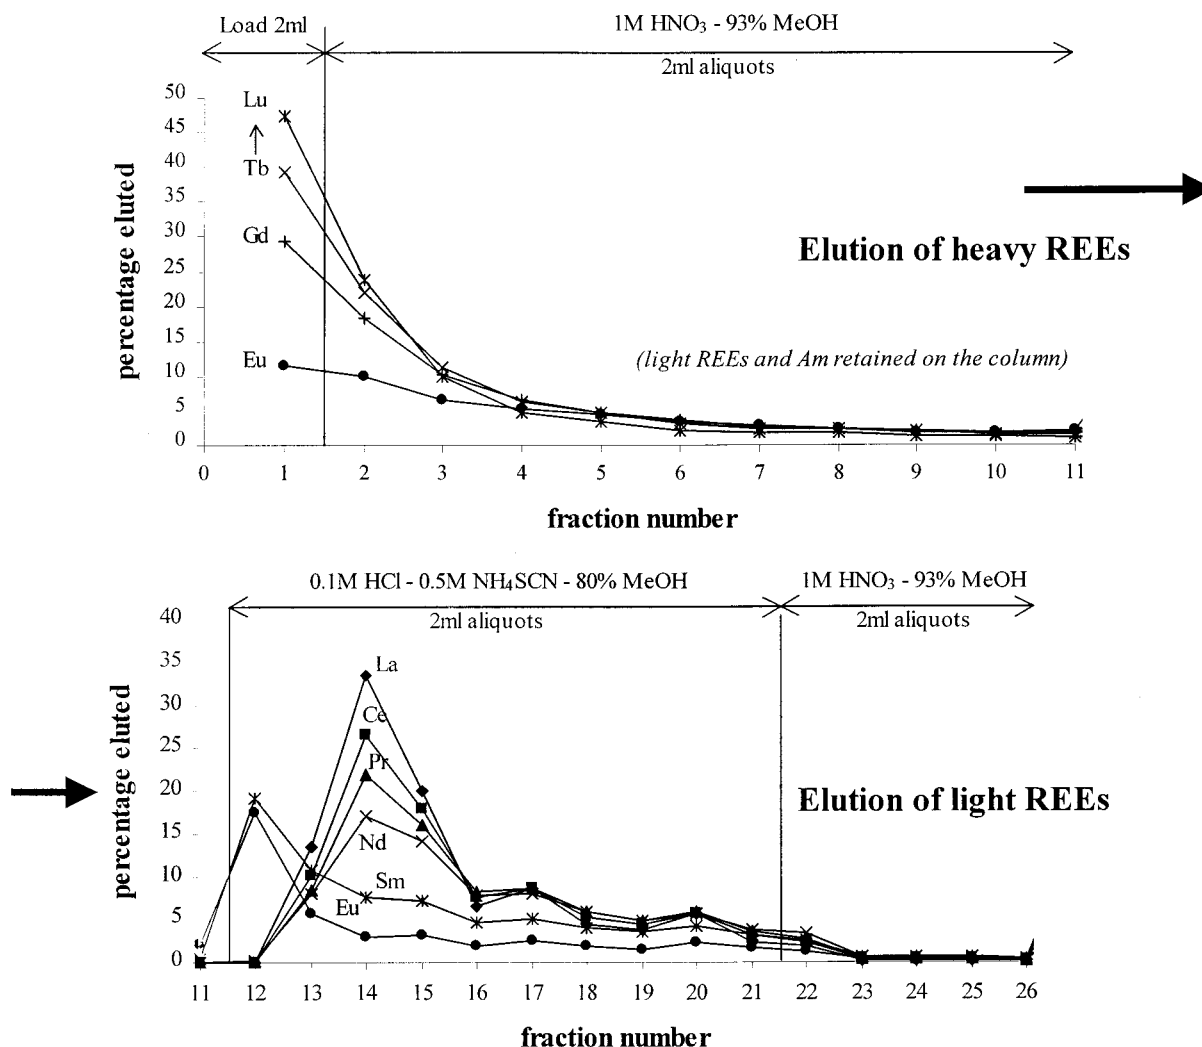 Load 2ml
1M HNO₃ - 93% MeOH
2ml aliquots
percentage eluted
50
45
40
35
30
25
20
15
10
5
0
Lu
Tb
Gd
Eu
Elution of heavy REEs
(light REEs and Am retained on the column)
0 1 2 3 4 5 6 7 8 9 10 11
fraction number
0.1M HCl - 0.5M NH₄SCN - 80% MeOH
1M HNO₃ - 93% MeOH
2ml aliquots
2ml aliquots
percentage eluted
40
35
30
25
20
15
10
5
0
La
Ce
Pr
Nd
Sm
Eu
Elution of light REEs
11 12 13 14 15 16 17 18 19 20 21 22 23 24 25 26
fraction number